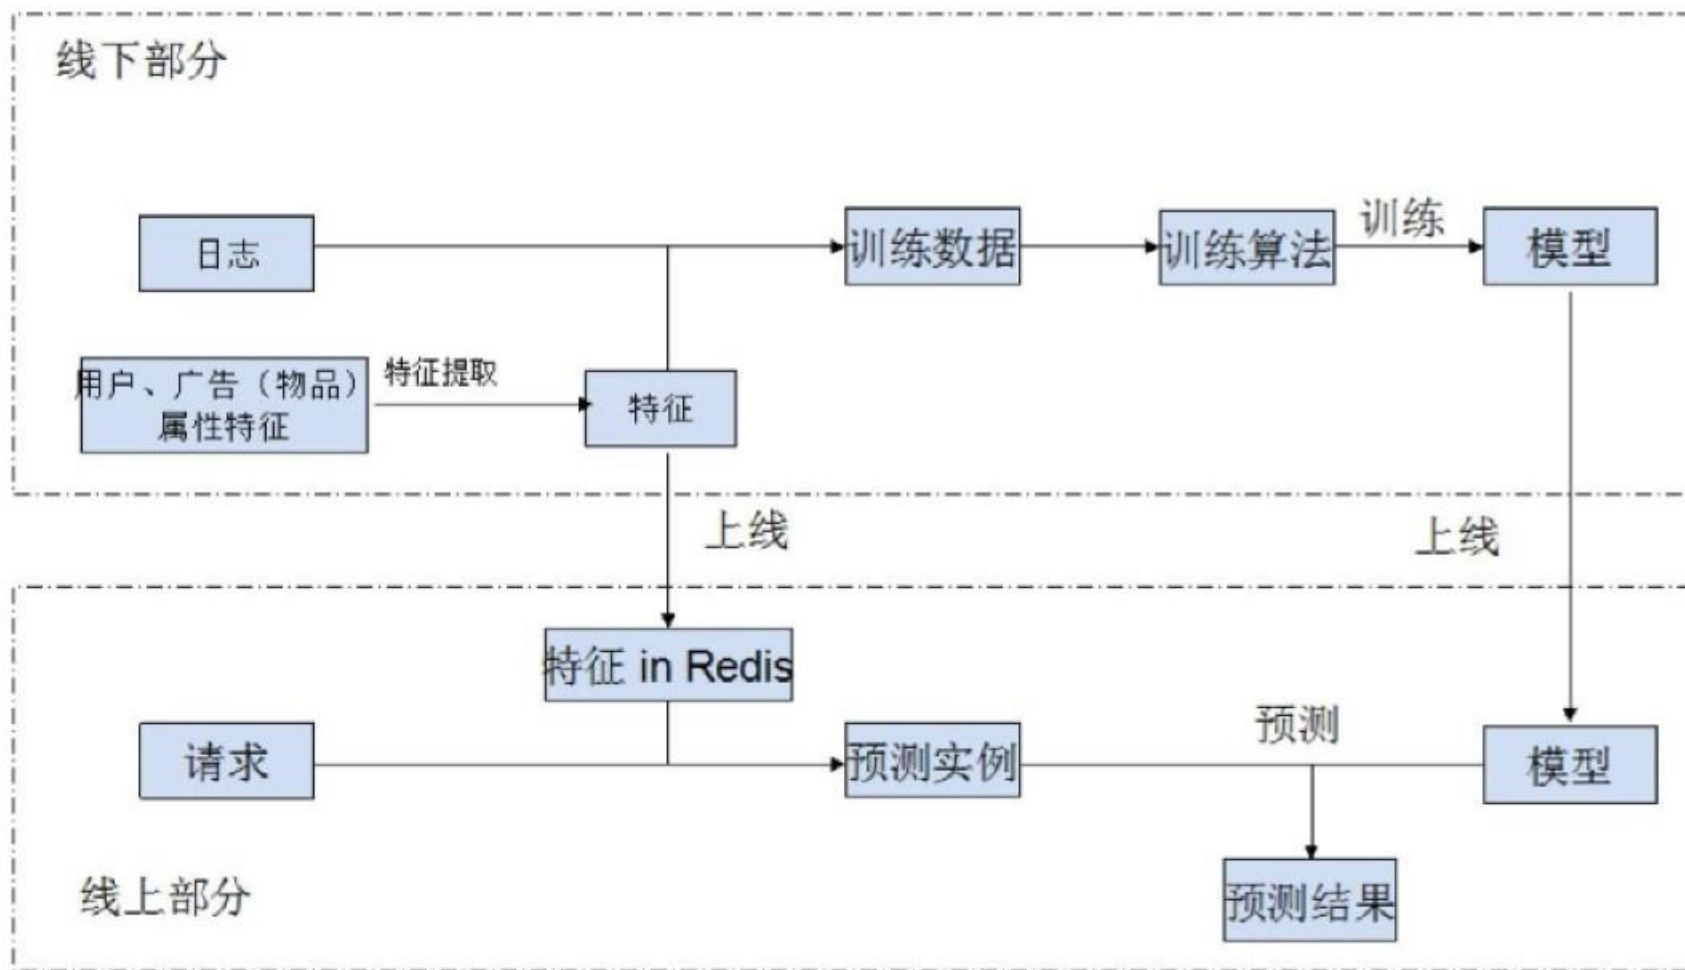 线下部分
日志
训练数据
训练算法
训练
模型
用户、广告（物品）
属性特征
特征提取
特征
上线
上线
特征 in Redis
请求
预测实例
预测
模型
预测结果
线上部分